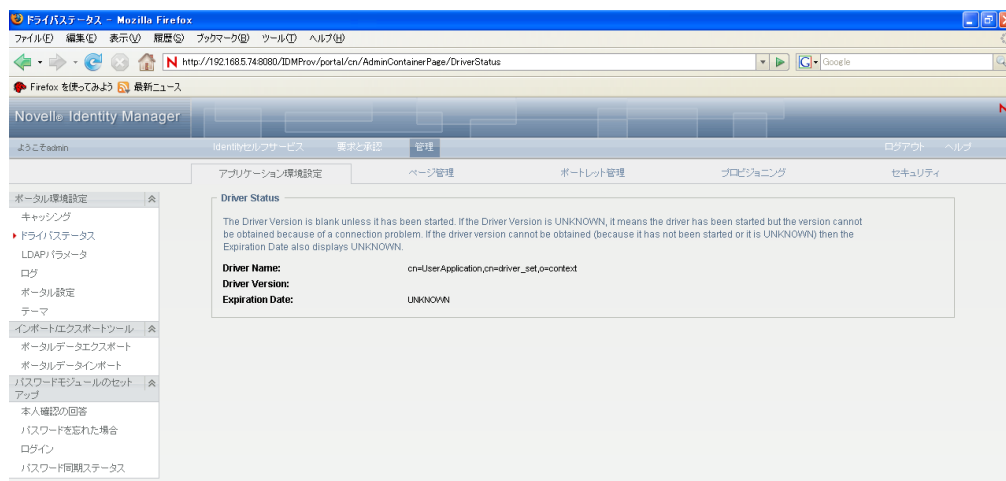 ドライバステータス - Mozilla Firefox
ファイル(F) 編集(E) 表示(V) 履歴(S) ブックマーク(B) ツール(T) ヘルプ(H)
http://192.168.5.74:8080/IDMProv/portal/cn/AdminContainerPage/DriverStatus
Google
Firefox を使ってみよう 最新ニュース
Novell® Identity Manager
N
ようこそadmin
Identityセルフサービス 要求と承認 管理 ログアウト ヘルプ
アプリケーション環境設定 ページ管理 ポートレット管理 プロビジョニング セキュリティ
ポータル環境設定
キャッシング
ドライバステータス
LDAPパラメータ
ログ
ポータル設定
テーマ
インポート/エクスポートツール
ポータルデータエクスポート
ポータルデータインポート
パスワードモジュールのセット
アップ
本人確認の回答
パスワードを忘れた場合
ログイン
パスワード同期ステータス
Driver Status
The Driver Version is blank unless it has been started. If the Driver Version is UNKNOWN, it means the driver has been started but the version cannot
be obtained because of a connection problem. If the driver version cannot be obtained (because it has not been started or it is UNKNOWN) then the
Expiration Date also displays UNKNOWN.
Driver Name: cn=UserApplication,cn=driver_set,o=context
Driver Version:
Expiration Date: UNKNOWN